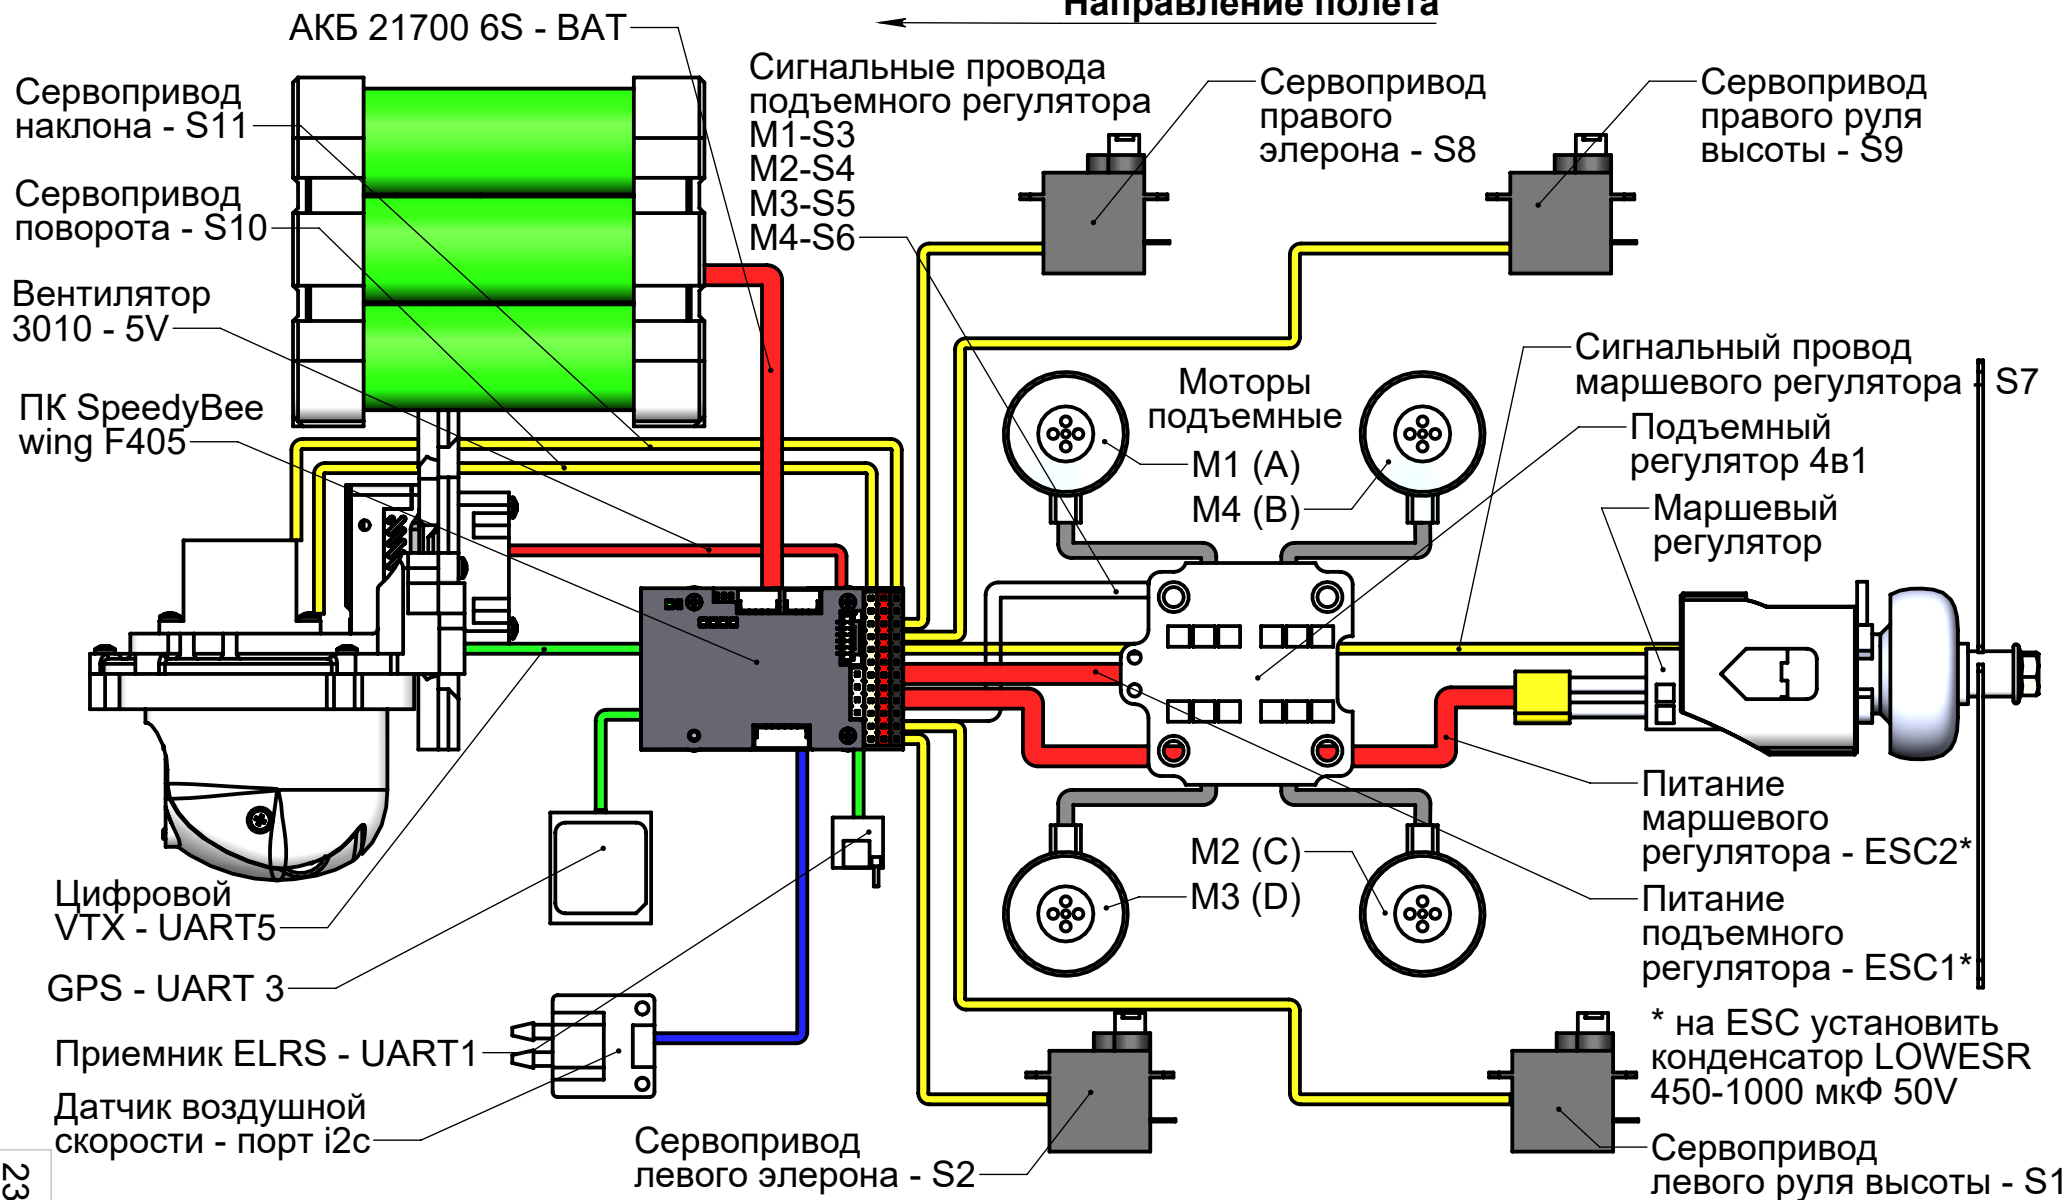 Направление полета
АКБ 21700 6S - BAT
Сервопривод
наклона - S11
Сервопривод
поворота - S10
Вентилятор
3010 - 5V
ПК SpeedyBee
wing F405
Сигнальные провода
подъемного регулятора
M1-S3
M2-S4
M3-S5
M4-S6
Сервопривод
правого
элерона - S8
Сервопривод
правого руля
высоты - S9
Сигнальный провод
маршевого регулятора - S7
Моторы
подъемные
M1 (A)
M4 (B)
Подъемный
регулятор 4в1
Маршевый
регулятор
M2 (C)
M3 (D)
Питание
маршевого
регулятора - ESC2*
Питание
подъемного
регулятора - ESC1*
* на ESC установить
конденсатор LOWESR
450-1000 мкФ 50V
Цифровой
VTX - UART5
GPS - UART 3
Приемник ELRS - UART1
Датчик воздушной
скорости - порт i2c
Сервопривод
левого элерона - S2
Сервопривод
левого руля высоты - S1
23